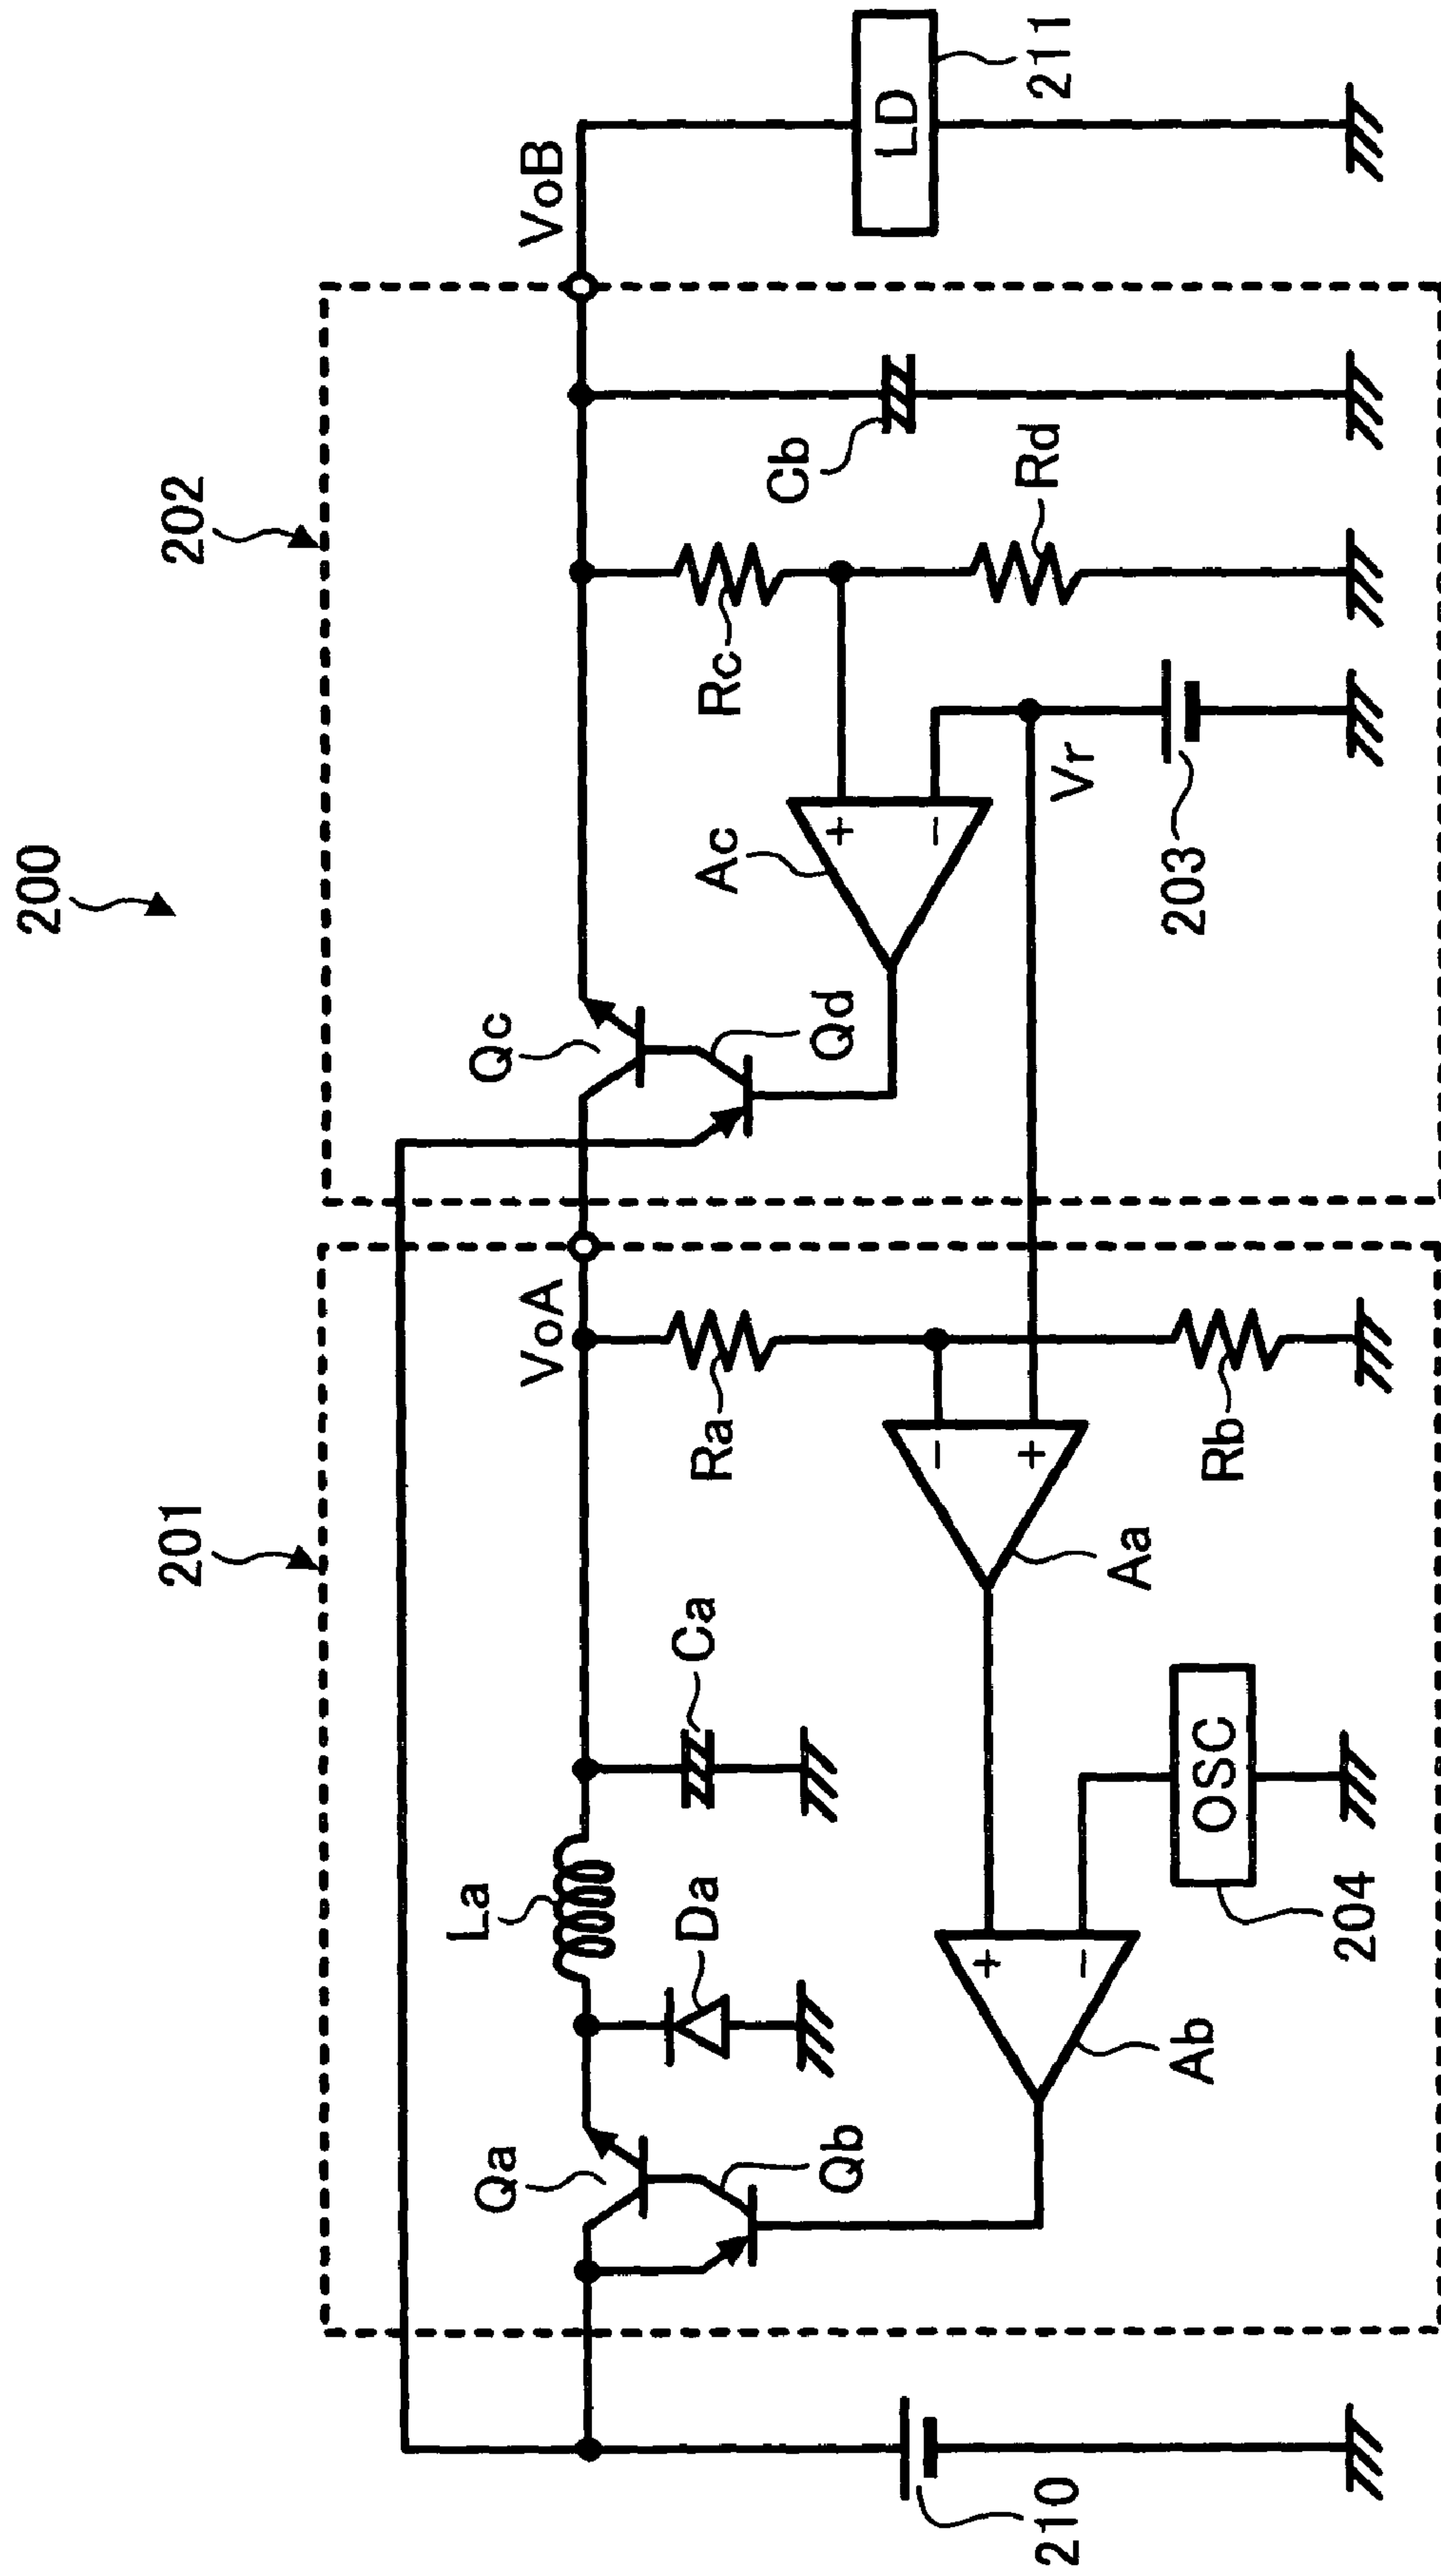 200
201
202
VoA
VoB
Qa
La
Qc
Qb
Da
Ca
Ra
Rc
Qd
Ac
Cb
LD
211
+
−
Vr
Rd
203
−
+
Aa
Rb
+
−
Ab
OSC
204
210